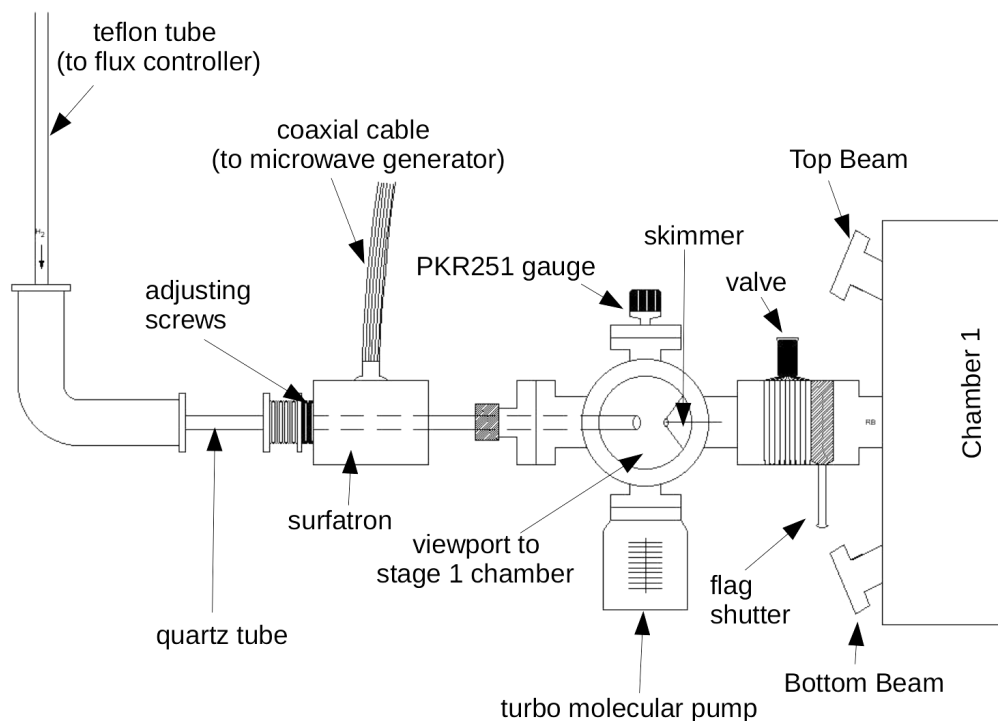 teflon tube
(to flux controller)
coaxial cable
(to microwave generator)
Top Beam
skimmer
PKR251 gauge
valve
H2
adjusting
screws
Chamber 1
RB
surfatron
viewport to
stage 1 chamber
flag
shutter
quartz tube
Bottom Beam
turbo molecular pump